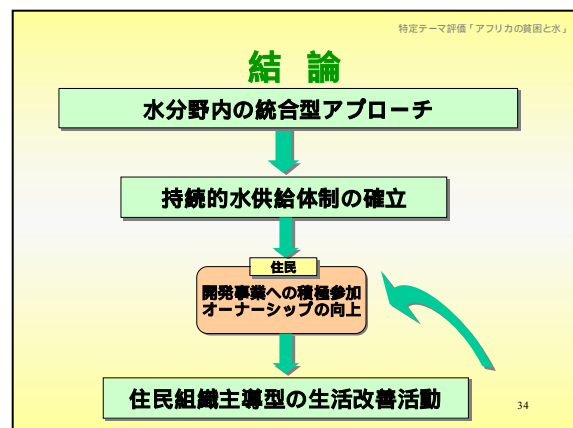 特定テーマ評価「アフリカの貧困と水」
結 論
水分野内の統合型アプローチ
持続的水供給体制の確立
住民
開発事業への積極参加
オーナーシップの向上
住民組織主導型の生活改善活動
34